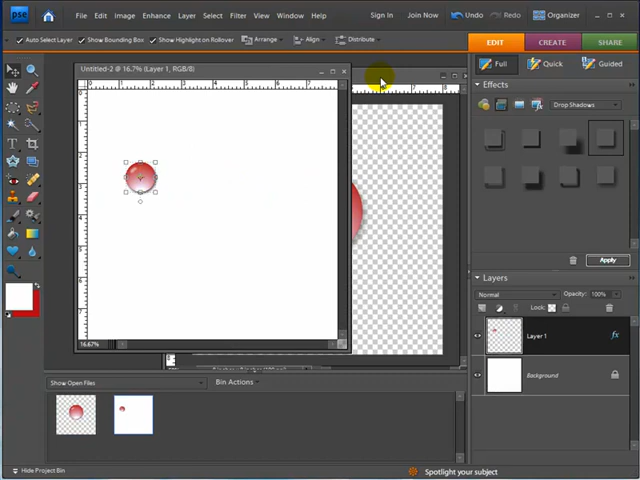 pse File Edit Image Enhance Layer Select Filter View Window Help Sign In Join Now Undo Redo Organizer
Auto Select Layer Show Bounding Box Show Highlight on Rollover Arrange Align Distribute EDIT CREATE SHARE
Full Quick Guided
Untitled-2 @ 16.7% (Layer 1, RGB/8)
Effects
Drop Shadows
Apply
Layers
Normal Opacity: 100%
Lock:
Layer 1 fx
Background
16.67%
Show Open Files Bin Actions
Hide Project Bin Spotlight your subject